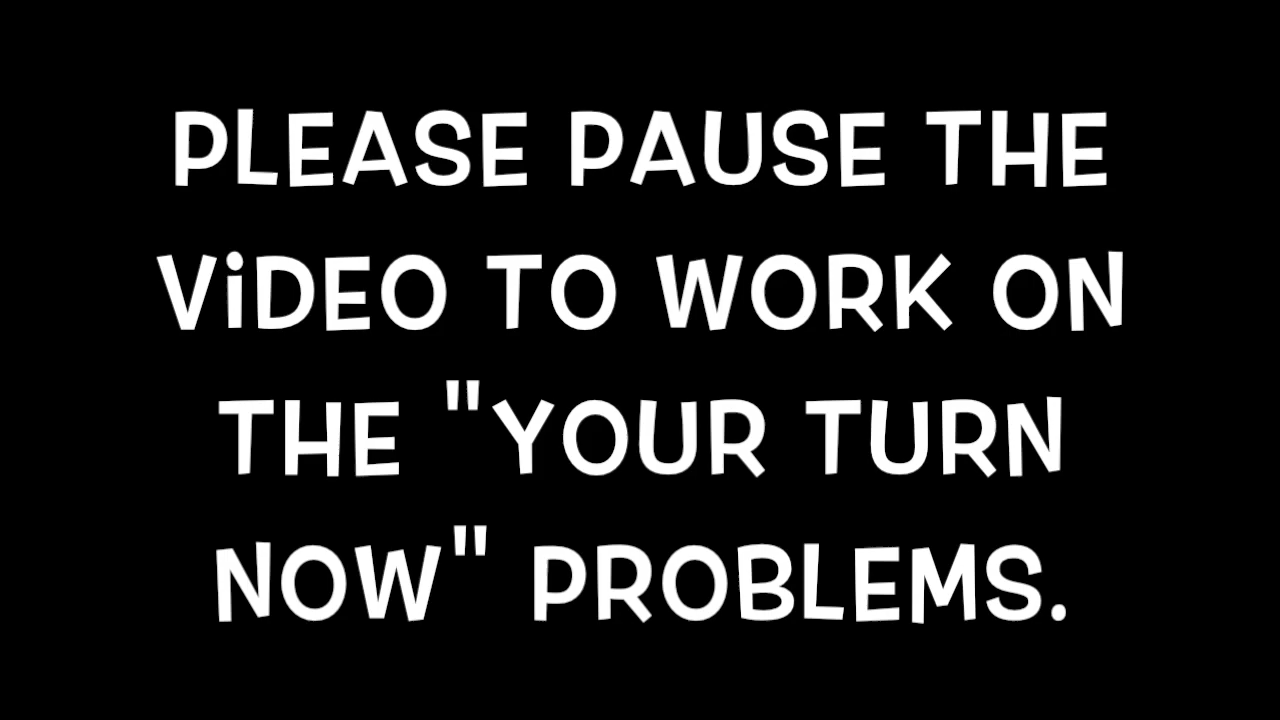 PLEASE PAUSE THE
ViDEO TO WORK ON
THE "YOUR TURN
NOW" PROBLEMS.